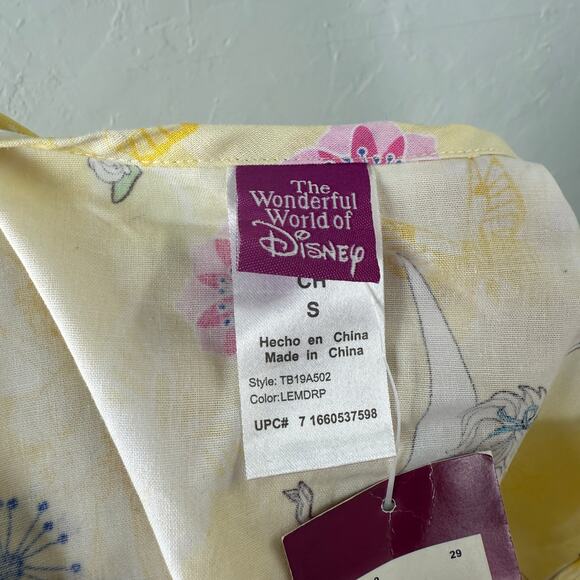 The
Wonderful
World of
Disney
CH
S
Hecho en China
Made in China
Style: TB19A502
Color:LEMDRP
UPC# 7 1660537598
29